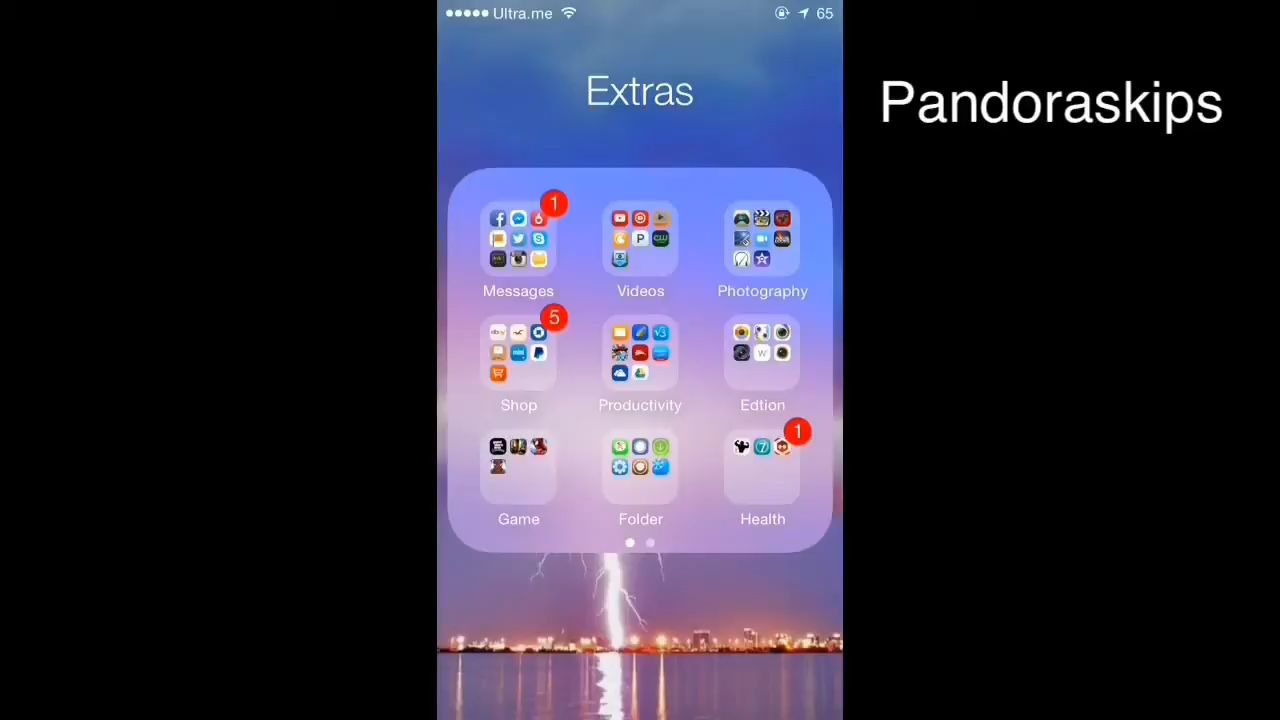 Ultra.me
65
Extras
Pandoraskips
1
Messages
Videos
Photography
5
Shop
Productivity
Edtion
1
Game
Folder
Health